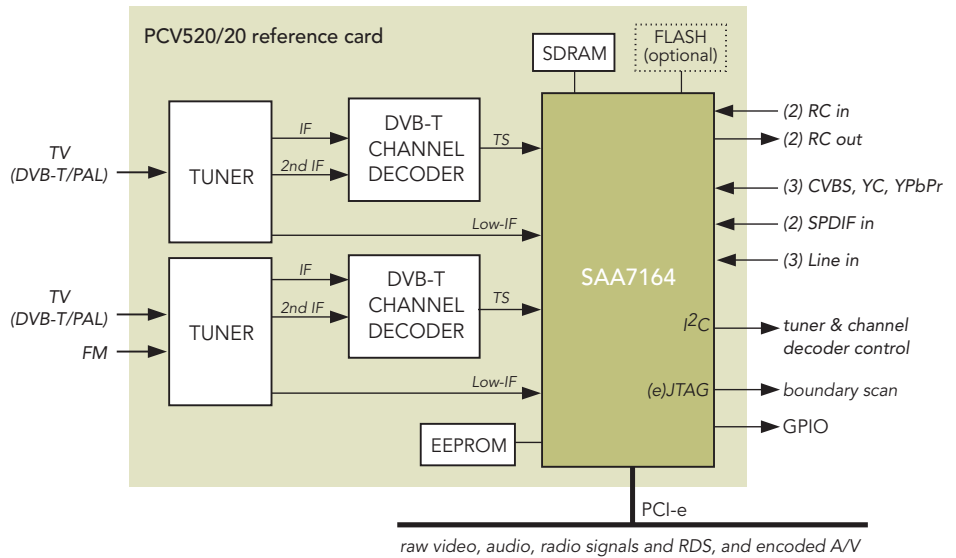 PCV520/20 reference card
SDRAM
FLASH
(optional)
TV
(DVB-T/PAL)
TUNER
IF
2nd IF
DVB-T
CHANNEL
DECODER
TS
Low-IF
TV
(DVB-T/PAL)
FM
TUNER
IF
2nd IF
DVB-T
CHANNEL
DECODER
TS
Low-IF
EEPROM
SAA7164
I2C
(e)JTAG
(2) RC in
(2) RC out
(3) CVBS, YC, YPbPr
(2) SPDIF in
(3) Line in
tuner & channel
decoder control
boundary scan
GPIO
PCI-e
raw video, audio, radio signals and RDS, and encoded A/V